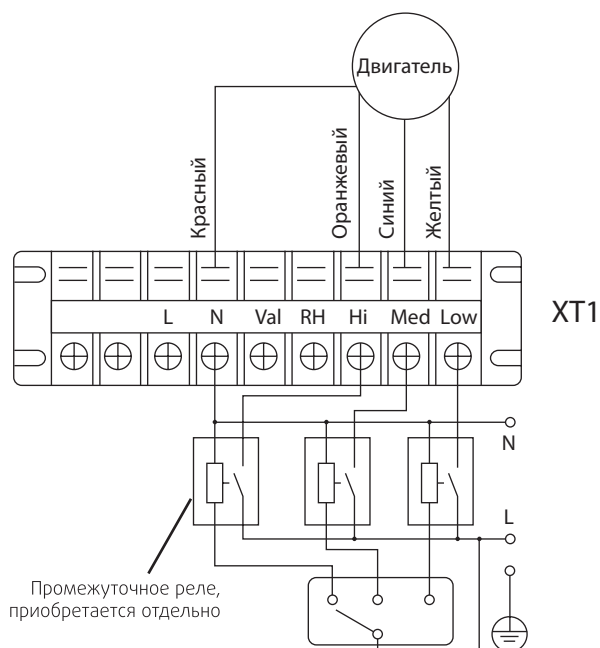 Двигатель
Красный
Оранжевый
Синий
Желтый
L N Val RH Hi Med Low
XT1
N
L
Промежуточное реле,
приобретается отдельно